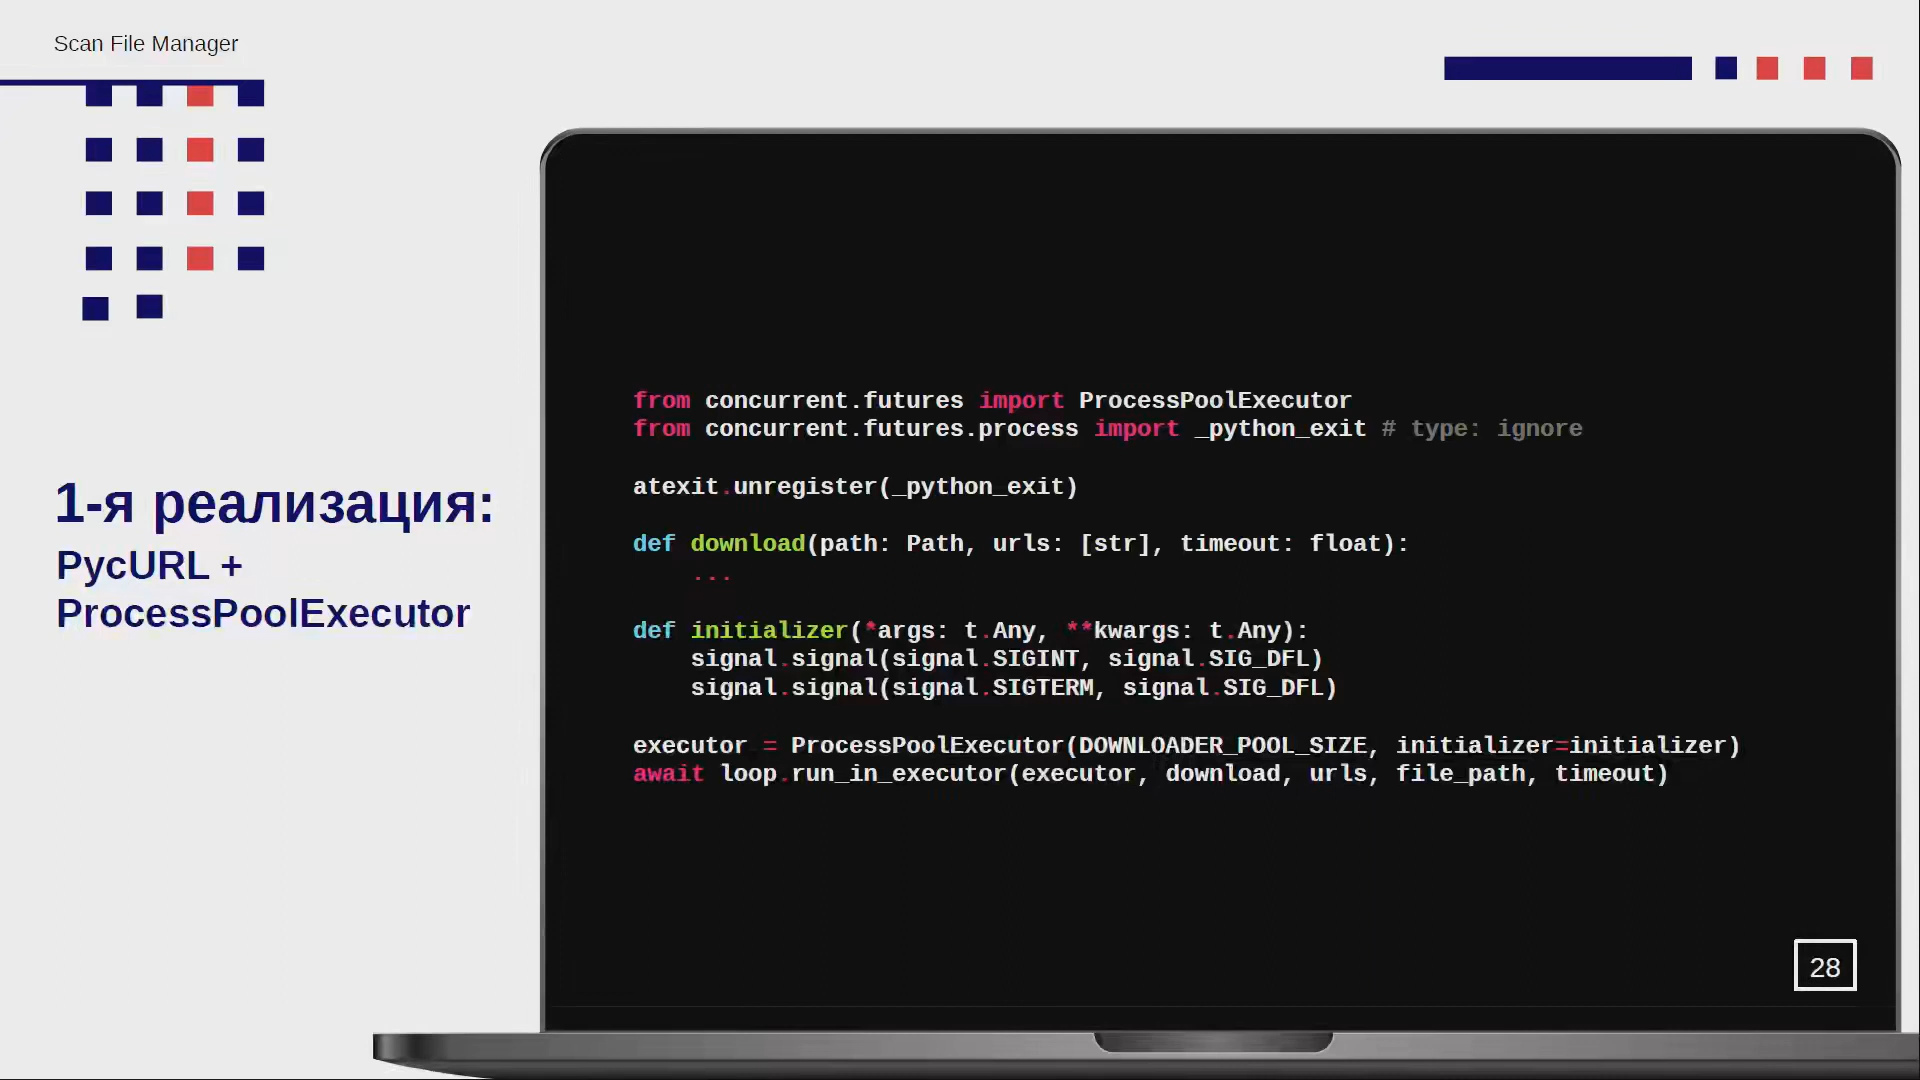 Scan File Manager
1-я реализация:
PycURL +
ProcessPoolExecutor
from concurrent.futures import ProcessPoolExecutor
from concurrent.futures.process import _python_exit # type: ignore
atexit.unregister(_python_exit)
def download(path: Path, urls: [str], timeout: float):
    ...
def initializer(*args: t.Any, **kwargs: t.Any):
    signal.signal(signal.SIGINT, signal.SIG_DFL)
    signal.signal(signal.SIGTERM, signal.SIG_DFL)
executor = ProcessPoolExecutor(DOWNLOADER_POOL_SIZE, initializer=initializer)
await loop.run_in_executor(executor, download, urls, file_path, timeout)
28